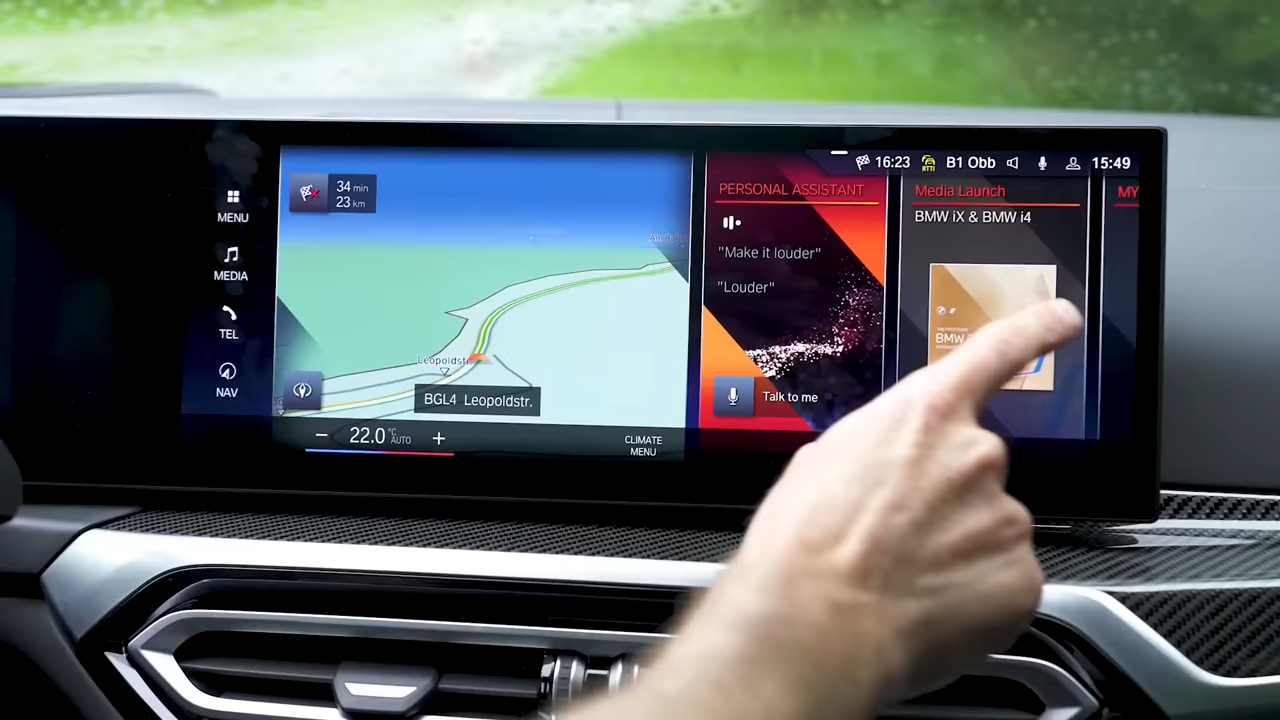 MENU
MEDIA
TEL
NAV
34 min
23 km
Leopoldstr.
BGL4 Leopoldstr.
− 22.0 °C AUTO +
CLIMATE
MENU
16:23
RTTI
B1 Obb
15:49
PERSONAL ASSISTANT
"Make it louder"
"Louder"
Talk to me
Media Launch
BMW iX & BMW i4
BMW
MY